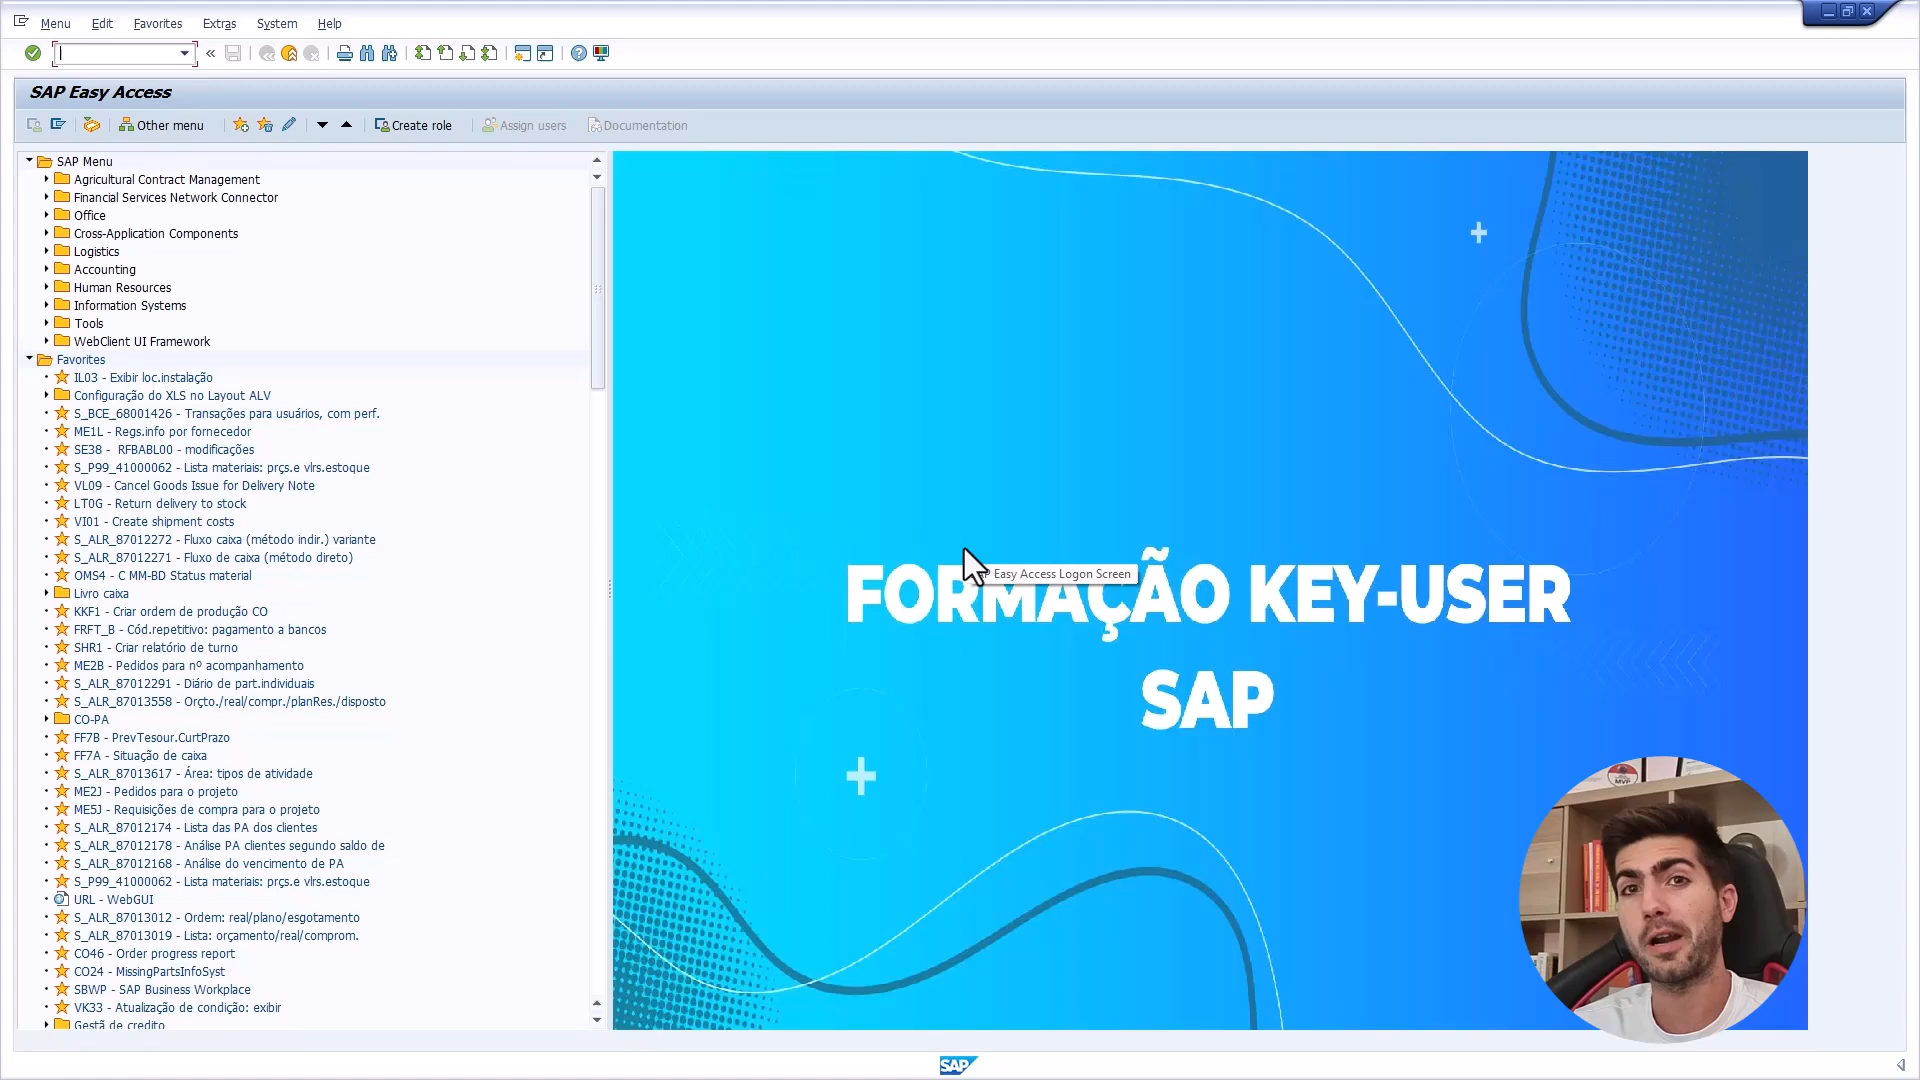 Menu Edit Favorites Extras System Help
SAP Easy Access
Other menu Create role Assign users Documentation
SAP Menu
Agricultural Contract Management
Financial Services Network Connector
Office
Cross-Application Components
Logistics
Accounting
Human Resources
Information Systems
Tools
WebClient UI Framework
Favorites
IL03 - Exibir loc.instalação
Configuração do XLS no Layout ALV
S_BCE_68001426 - Transações para usuários, com perf.
ME1L - Regs.info por fornecedor
SE38 - RFBABL00 - modificações
S_P99_41000062 - Lista materiais: prçs.e vlrs.estoque
VL09 - Cancel Goods Issue for Delivery Note
LT0G - Return delivery to stock
VI01 - Create shipment costs
S_ALR_87012272 - Fluxo caixa (método indir.) variante
S_ALR_87012271 - Fluxo de caixa (método direto)
OMS4 - C MM-BD Status material
Livro caixa
KKF1 - Criar ordem de produção CO
FRFT_B - Cód.repetitivo: pagamento a bancos
SHR1 - Criar relatório de turno
ME2B - Pedidos para nº acompanhamento
S_ALR_87012291 - Diário de part.individuais
S_ALR_87013558 - Orçto./real/compr./planRes./disposto
CO-PA
FF7B - PrevTesour.CurtPrazo
FF7A - Situação de caixa
S_ALR_87013617 - Área: tipos de atividade
ME2J - Pedidos para o projeto
ME5J - Requisições de compra para o projeto
S_ALR_87012174 - Lista das PA dos clientes
S_ALR_87012178 - Análise PA clientes segundo saldo de
S_ALR_87012168 - Análise do vencimento de PA
S_P99_41000062 - Lista materiais: prçs.e vlrs.estoque
URL - WebGUI
S_ALR_87013012 - Ordem: real/plano/esgotamento
S_ALR_87013019 - Lista: orçamento/real/comprom.
CO46 - Order progress report
CO24 - MissingPartsInfoSyst
SBWP - SAP Business Workplace
VK33 - Atualização de condição: exibir
Gestã de credito
Easy Access Logon Screen
FORMAÇÃO KEY-USER
SAP
MVP
SAP